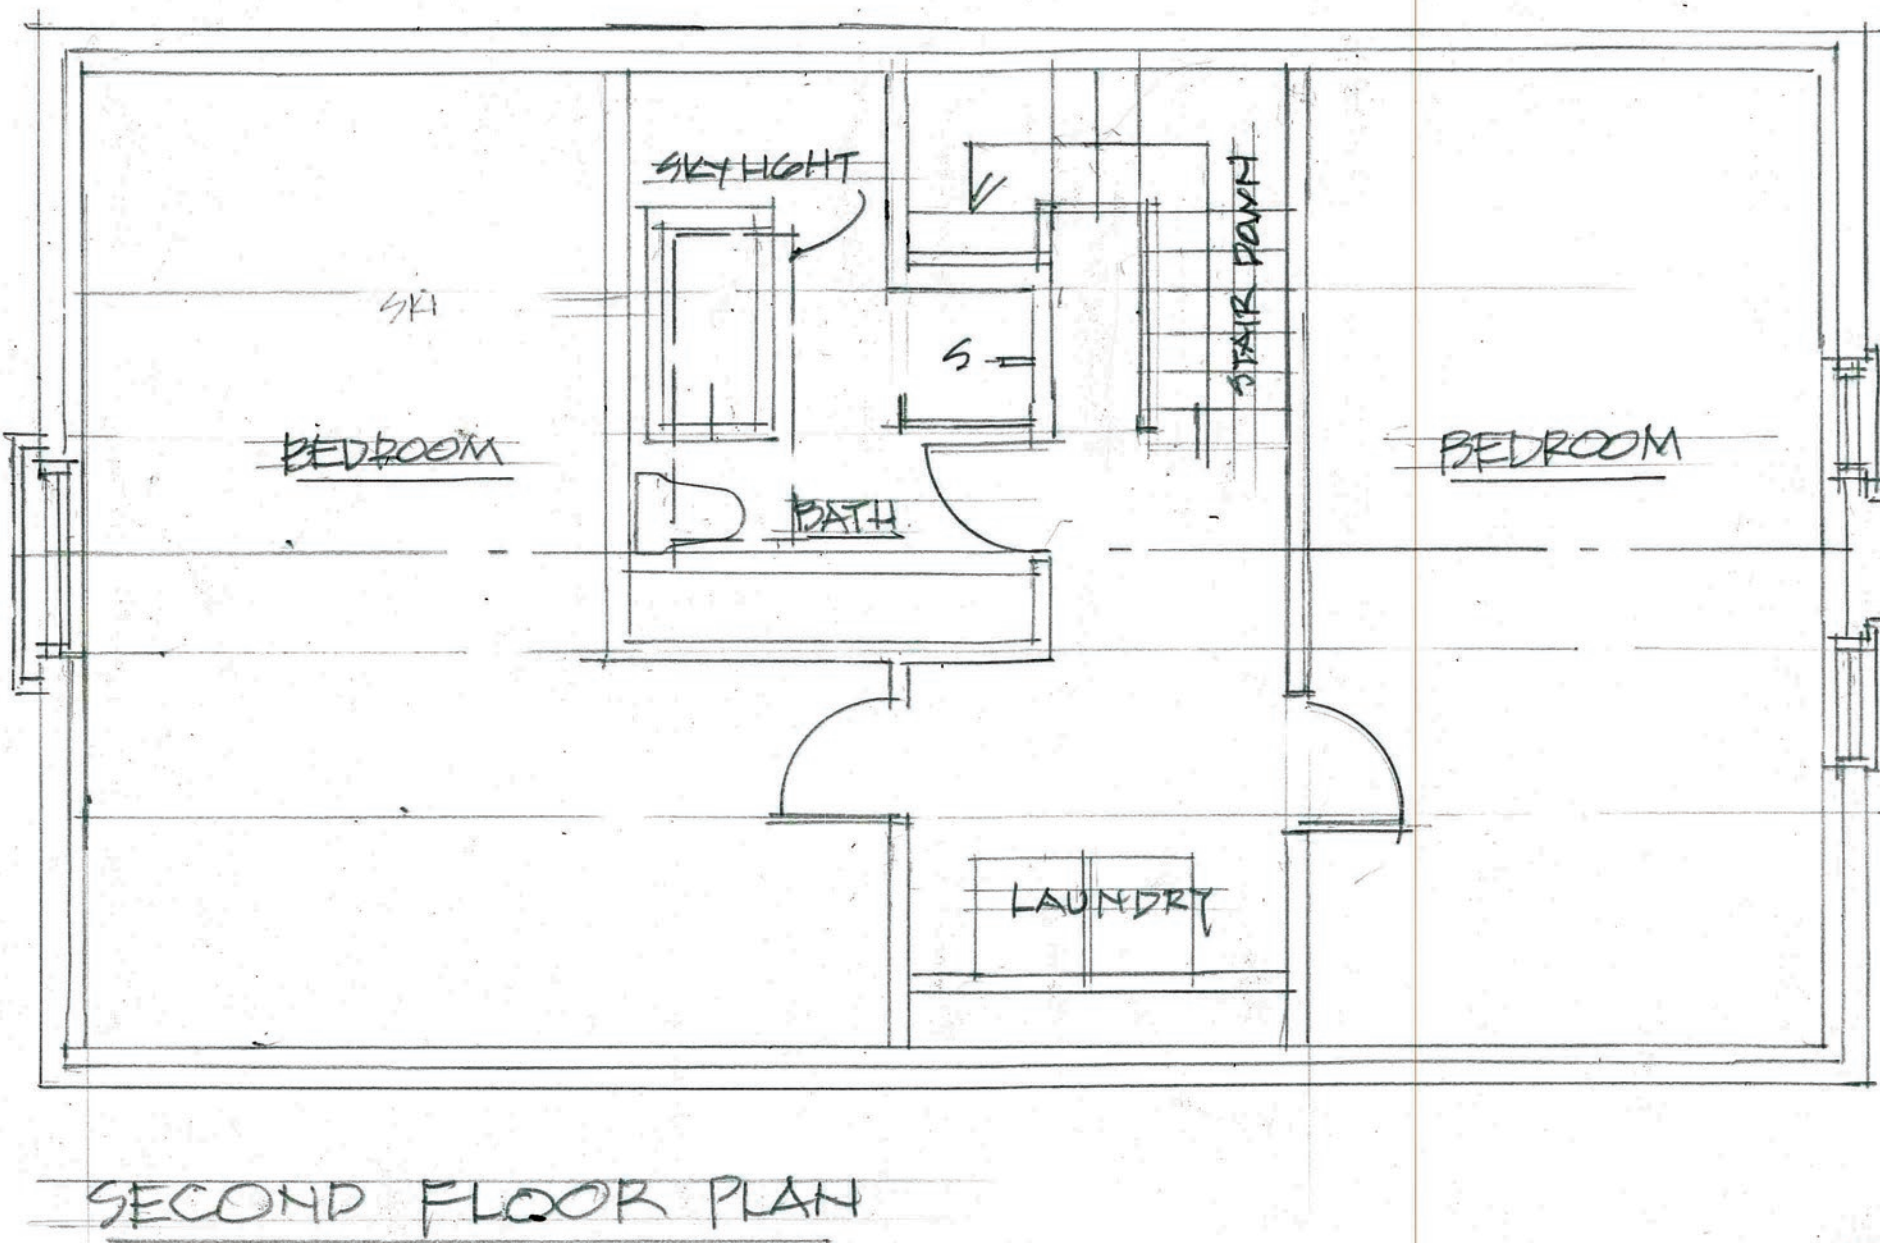 SKYLIGHT
STAIR DOWN
SKI
BEDROOM
S
BEDROOM
BATH
LAUNDRY
SECOND FLOOR PLAN